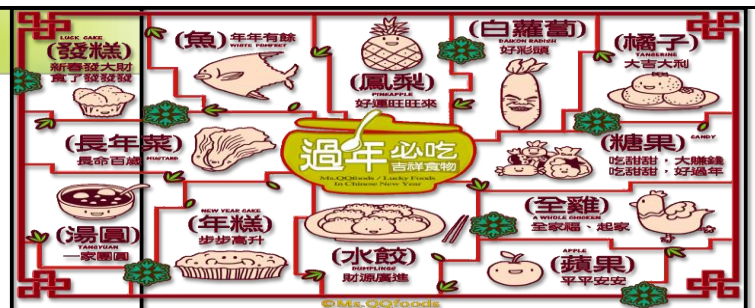 LUCK CAKE
(發糕)
新春發大財
食了發發發
(魚)年年有餘
WHITE POMFRET
(鳳梨)
PINEAPPLE
好運旺旺來
(白蘿蔔)
DAIKON RADISH
好彩頭
(橘子)
TANGERINE
大吉大利
(長年菜)
長命百歲 MUSTARD
過年必吃
吉祥食物
Ms.QQfoods / Lucky Foods
In Chinese New Year
(糖果)
CANDY
吃甜甜，大賺錢
吃甜甜，好過年
(湯圓)
TANGYUAN
一家團圓
NEW YEAR CAKE
(年糕)
步步高升
(水餃)
DUMPLINGS
財源廣進
(全雞)
A WHOLE CHICKEN
全家福、起家
APPLE
(蘋果)
平平安安
©Ms.QQfoods